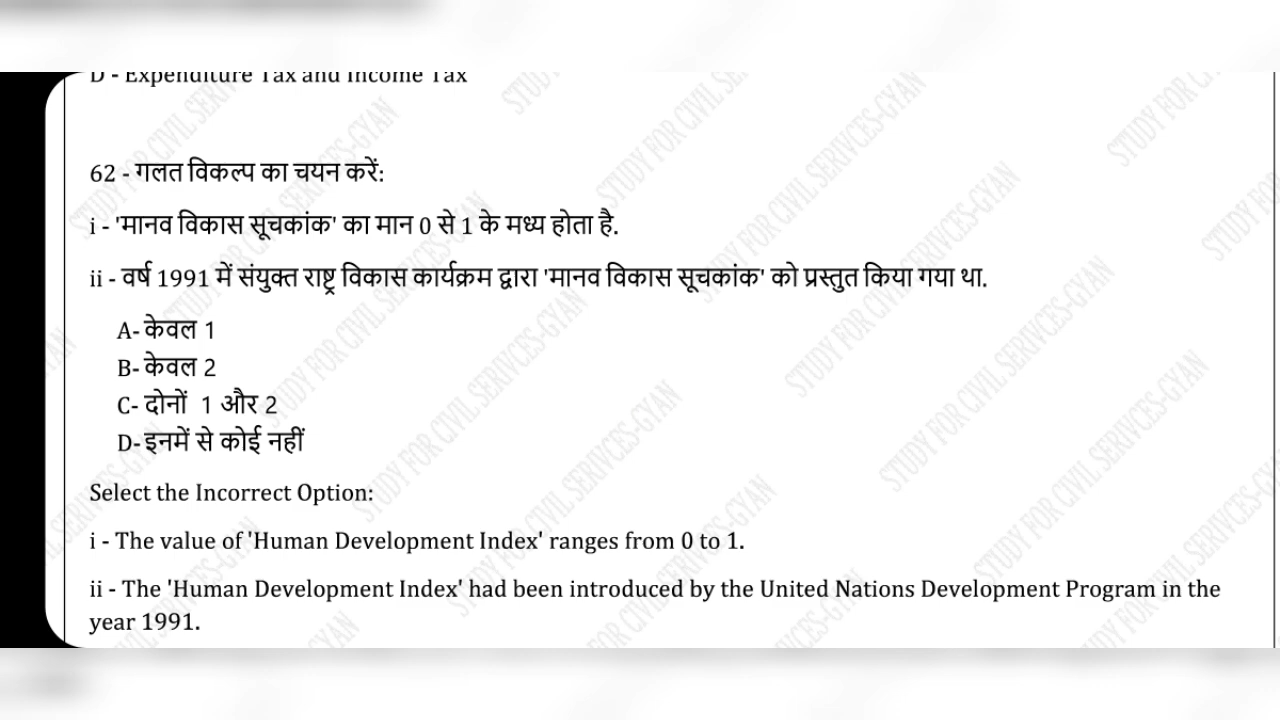 D - Expenditure Tax and Income Tax
62 - गलत विकल्प का चयन करें:
i - 'मानव विकास सूचकांक' का मान 0 से 1 के मध्य होता है.
ii - वर्ष 1991 में संयुक्त राष्ट्र विकास कार्यक्रम द्वारा 'मानव विकास सूचकांक' को प्रस्तुत किया गया था.
A- केवल 1
B- केवल 2
C- दोनों 1 और 2
D- इनमें से कोई नहीं
Select the Incorrect Option:
i - The value of 'Human Development Index' ranges from 0 to 1.
ii - The 'Human Development Index' had been introduced by the United Nations Development Program in the
year 1991.